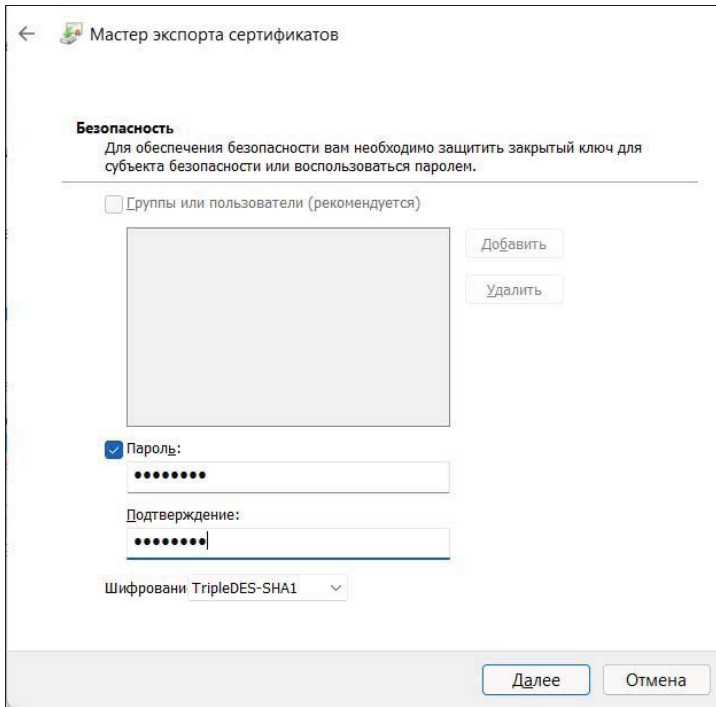 Мастер экспорта сертификатов
Безопасность
Для обеспечения безопасности вам необходимо защитить закрытый ключ для
субъекта безопасности или воспользоваться паролем.
Группы или пользователи (рекомендуется)
Добавить
Удалить
Пароль:
••••••••
Подтверждение:
••••••••
Шифровани TripleDES-SHA1
Далее Отмена